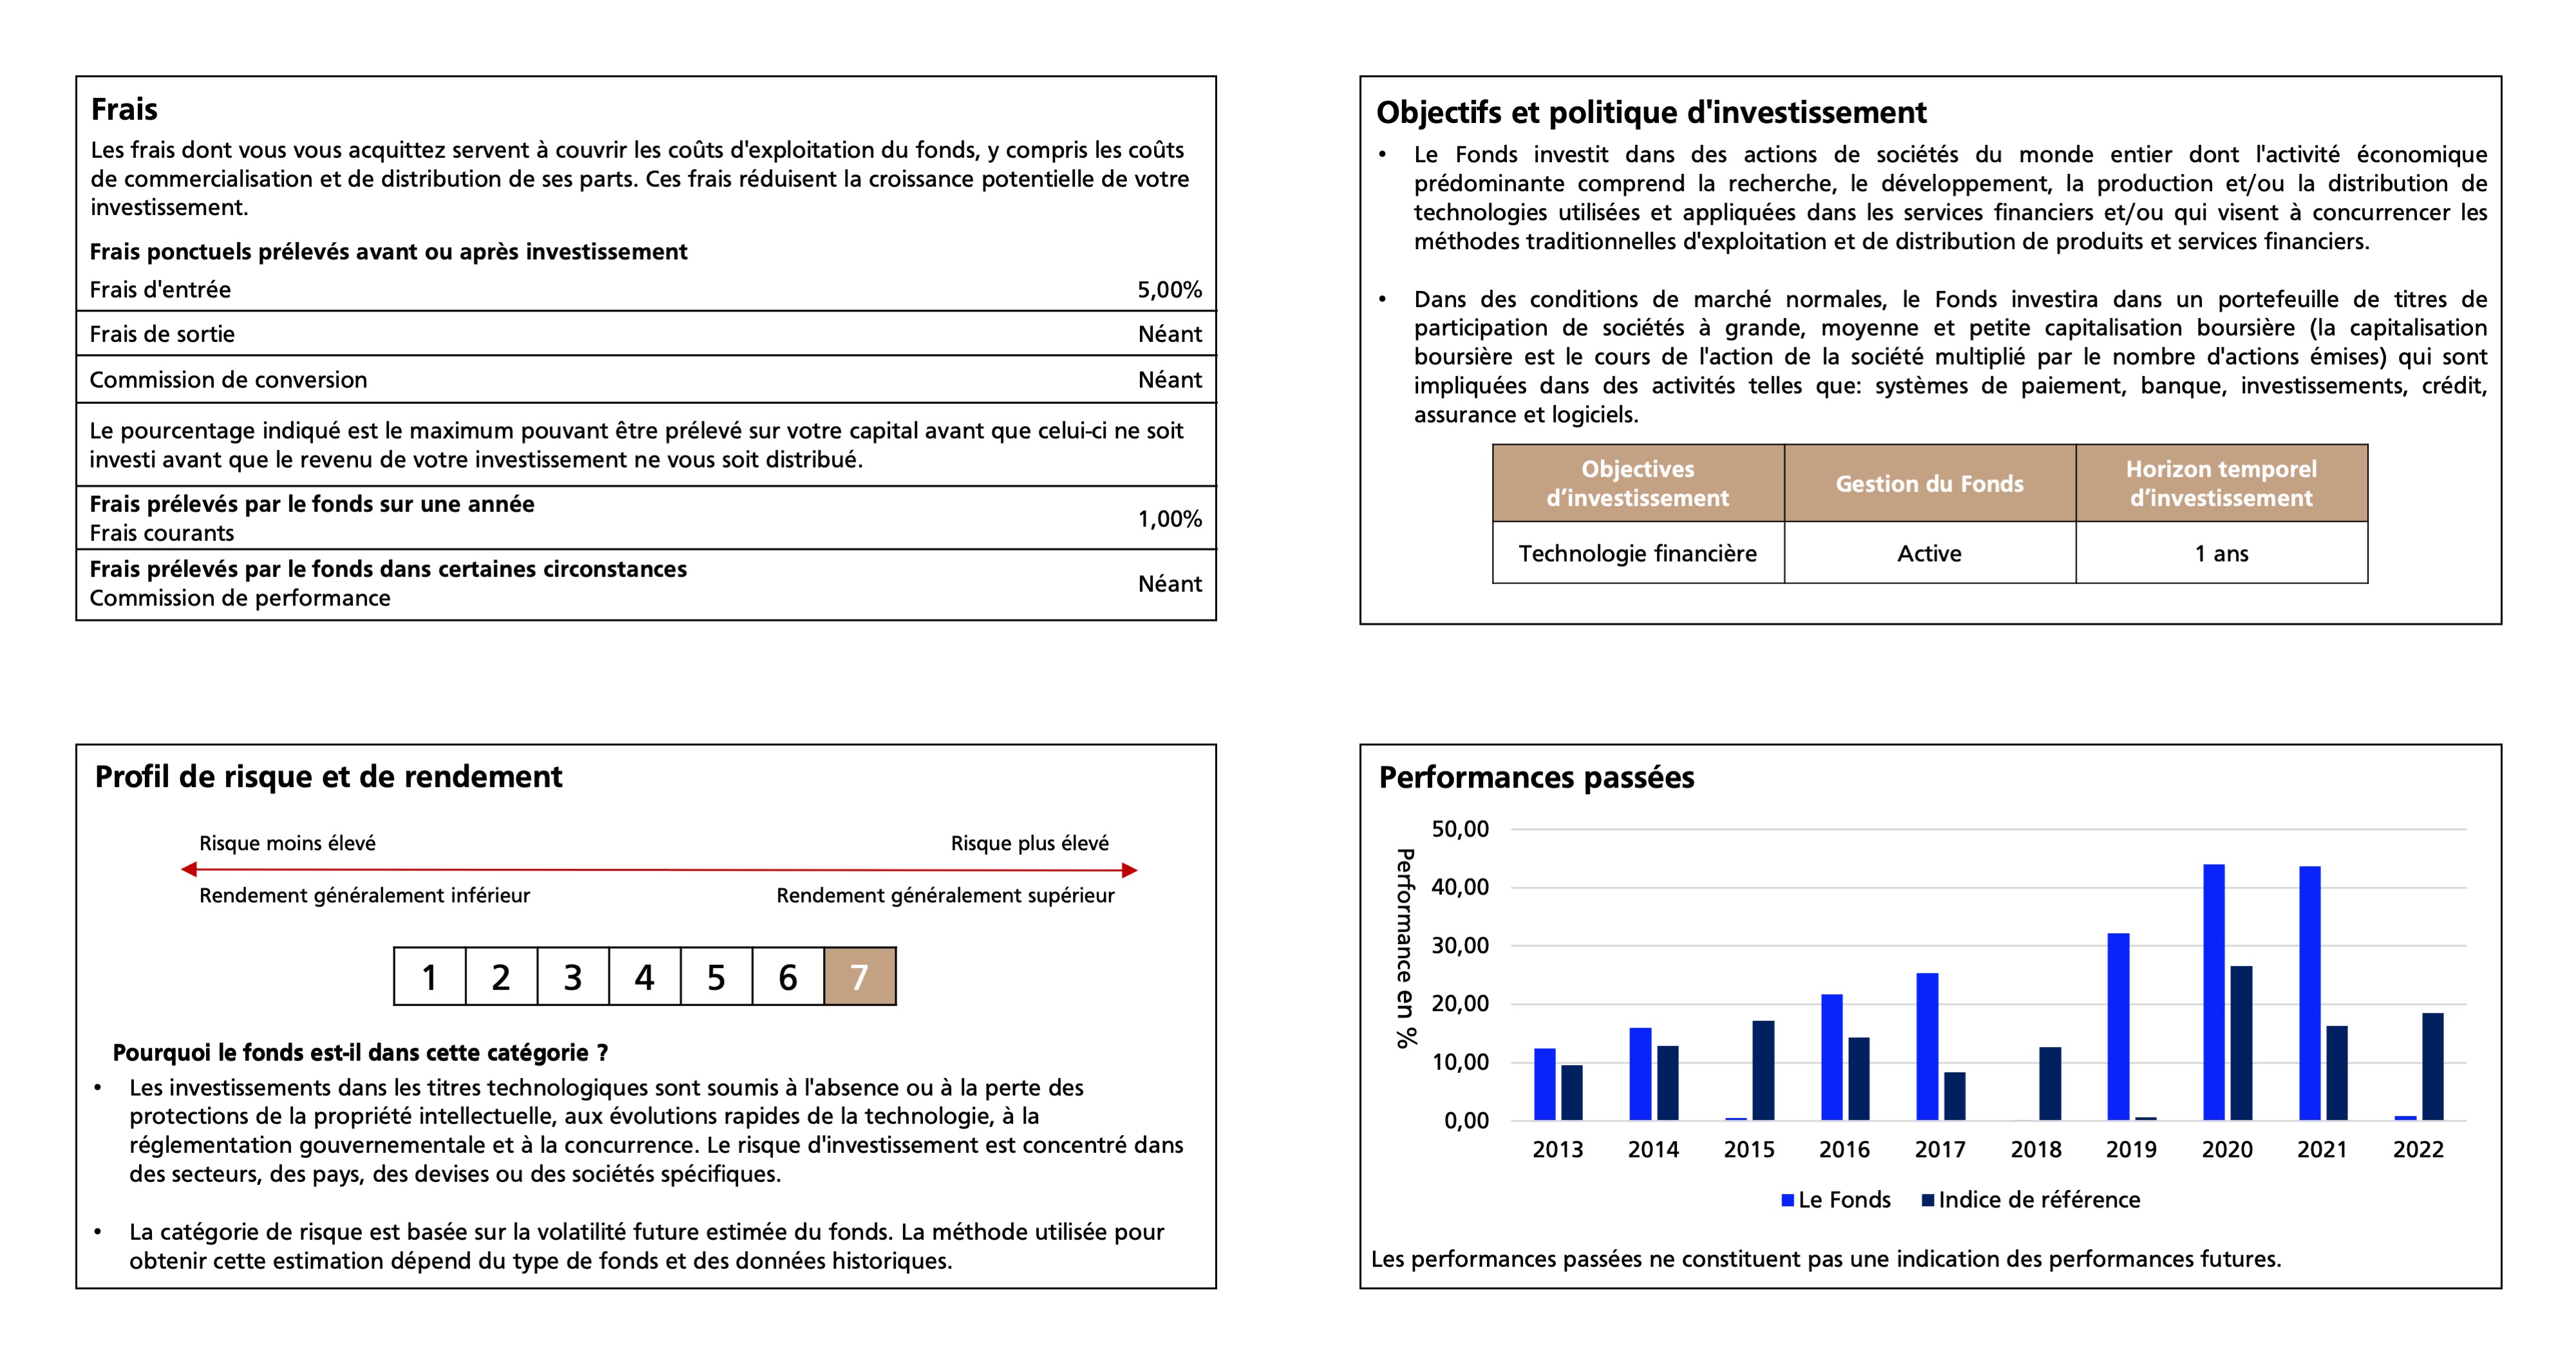 Frais
Les frais dont vous vous acquittez servent à couvrir les coûts d'exploitation du fonds, y compris les coûts
de commercialisation et de distribution de ses parts. Ces frais réduisent la croissance potentielle de votre
investissement.
Frais ponctuels prélevés avant ou après investissement
Frais d'entrée 5,00%
Frais de sortie Néant
Commission de conversion Néant
Le pourcentage indiqué est le maximum pouvant être prélevé sur votre capital avant que celui-ci ne soit
investi avant que le revenu de votre investissement ne vous soit distribué.
Frais prélevés par le fonds sur une année
Frais courants 1,00%
Frais prélevés par le fonds dans certaines circonstances
Commission de performance Néant
Objectifs et politique d'investissement
• Le Fonds investit dans des actions de sociétés du monde entier dont l'activité économique
prédominante comprend la recherche, le développement, la production et/ou la distribution de
technologies utilisées et appliquées dans les services financiers et/ou qui visent à concurrencer les
méthodes traditionnelles d'exploitation et de distribution de produits et services financiers.
• Dans des conditions de marché normales, le Fonds investira dans un portefeuille de titres de
participation de sociétés à grande, moyenne et petite capitalisation boursière (la capitalisation
boursière est le cours de l'action de la société multiplié par le nombre d'actions émises) qui sont
impliquées dans des activités telles que: systèmes de paiement, banque, investissements, crédit,
assurance et logiciels.
Objectives
d’investissement
Gestion du Fonds
Horizon temporel
d’investissement
Technologie financière Active 1 ans
Profil de risque et de rendement
Risque moins élevé Risque plus élevé
Rendement généralement inférieur Rendement généralement supérieur
1 2 3 4 5 6 7
Pourquoi le fonds est-il dans cette catégorie ?
• Les investissements dans les titres technologiques sont soumis à l'absence ou à la perte des
protections de la propriété intellectuelle, aux évolutions rapides de la technologie, à la
réglementation gouvernementale et à la concurrence. Le risque d'investissement est concentré dans
des secteurs, des pays, des devises ou des sociétés spécifiques.
• La catégorie de risque est basée sur la volatilité future estimée du fonds. La méthode utilisée pour
obtenir cette estimation dépend du type de fonds et des données historiques.
Performances passées
Performance en %
50,00
40,00
30,00
20,00
10,00
0,00
2013 2014 2015 2016 2017 2018 2019 2020 2021 2022
Le Fonds Indice de référence
Les performances passées ne constituent pas une indication des performances futures.